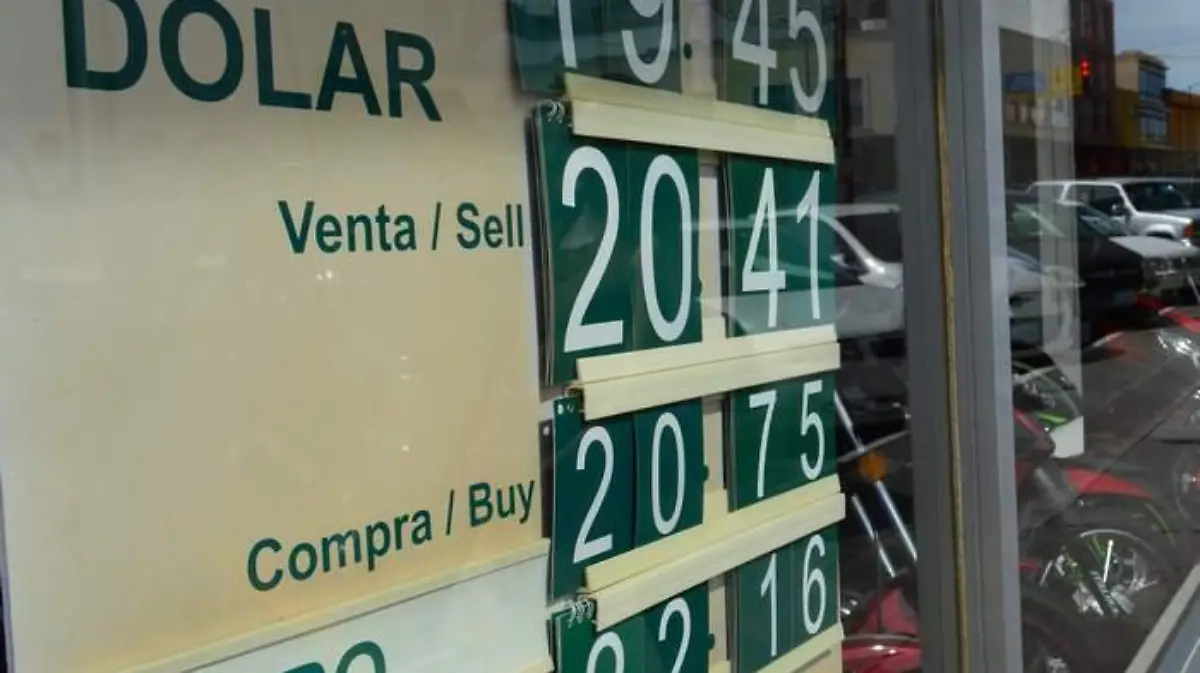 DOLAR 19.45
Venta / Sell 20 41
Compra / Buy 20.75
16